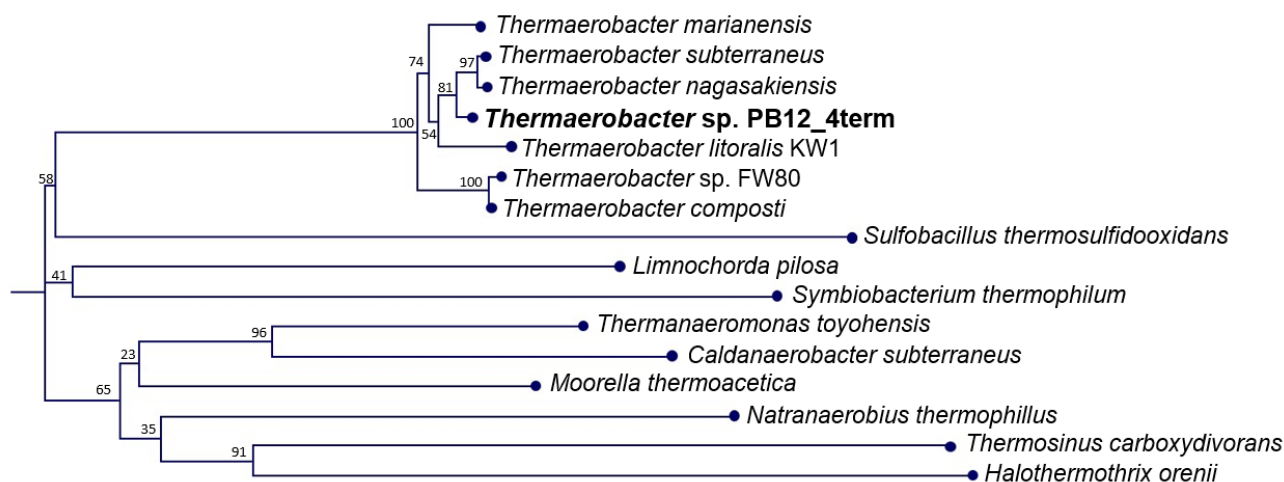 Thermaerobacter marianensis
74
Thermaerobacter subterraneus
97
Thermaerobacter nagasakiensis
81
Thermaerobacter sp. PB12_4term
100
54
Thermaerobacter litoralis KW1
58
Thermaerobacter sp. FW80
100
Thermaerobacter composti
Sulfobacillus thermosulfidooxidans
Limnochorda pilosa
41
Symbiobacterium thermophilum
Thermanaeromonas toyohensis
96
Caldanaerobacter subterraneus
23
Moorella thermoacetica
65
Natranaerobius thermophillus
35
Thermosinus carboxydivorans
91
Halothermothrix orenii